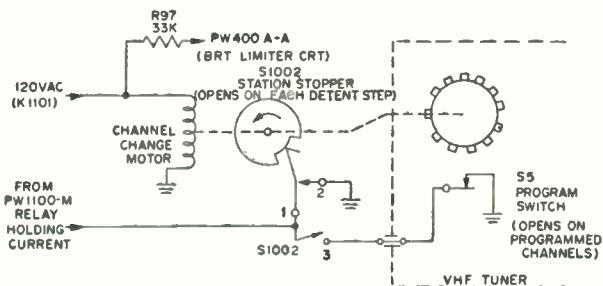 R97
33K
PW400 A-A
(BRT LIMITER CRT)
S1002
STATION STOPPER
(OPENS ON EACH DETENT STEP)
120VAC
(K1101)
CHANNEL
CHANGE
MOTOR
FROM
PW1100-M
RELAY
HOLDING
CURRENT
1
2
S1002
3
S5
PROGRAM
SWITCH
(OPENS ON
PROGRAMMED
CHANNELS)
VHF TUNER